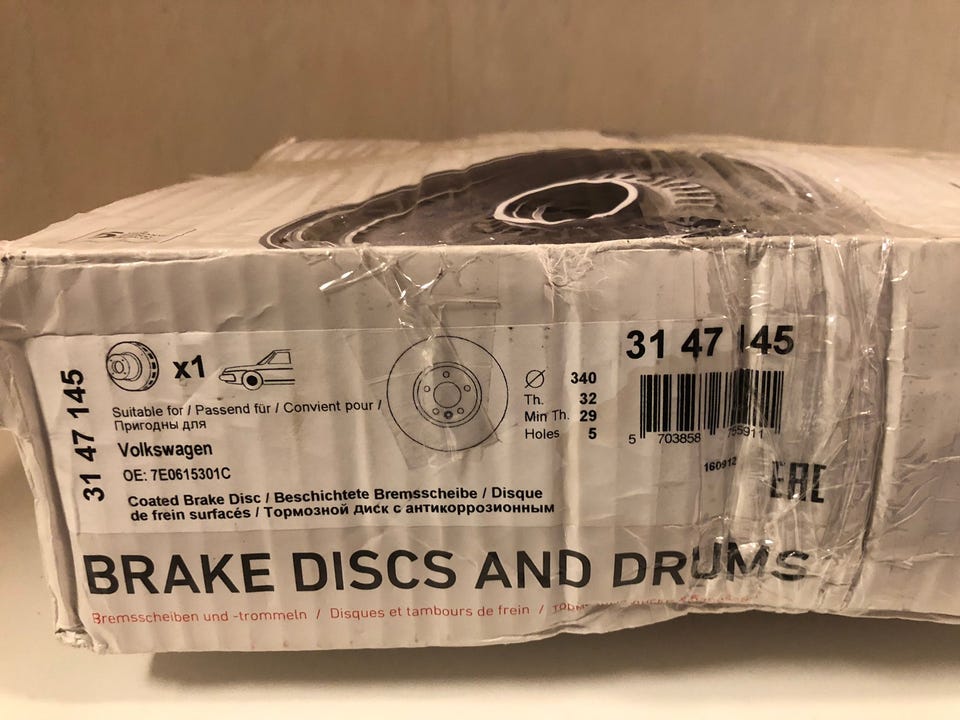 31 47 145
x1
Suitable for / Passend für / Convient pour /
Пригодны для
Volkswagen
OE: 7E0615301C
Coated Brake Disc / Beschichtete Bremsscheibe / Disque
de frein surfacés / Тормозной диск с антикоррозионным
Ø 340
Th. 32
Min Th. 29
Holes 5
31 47 145
5 703858 755911
160912
EAC
BRAKE DISCS AND DRUMS
Bremsscheiben und -trommeln / Disques et tambours de frein /